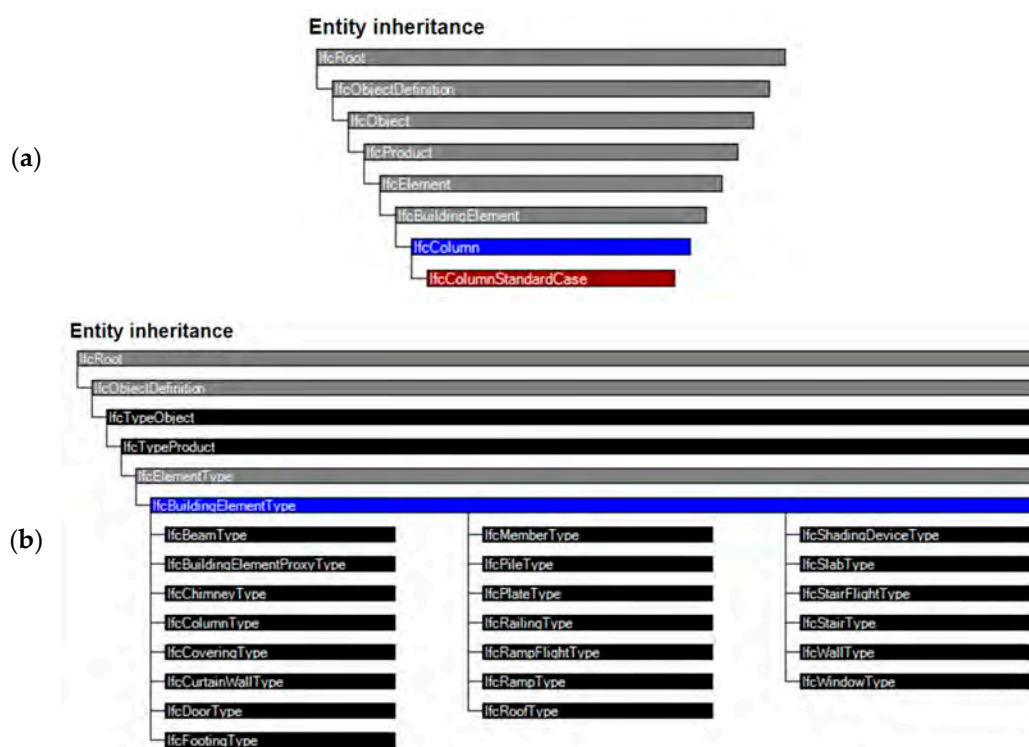 Entity inheritance
IfcRoot
IfcObjectDefinition
IfcObject
(a)
IfcProduct
IfcElement
IfcBuildingElement
IfcColumn
IfcColumnStandardCase
Entity inheritance
IfcRoot
IfcObjectDefinition
IfcTypeObject
IfcTypeProduct
IfcElementType
IfcBuildingElementType
(b)
IfcBeamType
IfcBuildingElementProxyType
IfcChimneyType
IfcColumnType
IfcCoveringType
IfcCurtainWallType
IfcDoorType
IfcFootingType
IfcMemberType
IfcPileType
IfcPlateType
IfcRailingType
IfcRampFlightType
IfcRampType
IfcRoofType
IfcShadingDeviceType
IfcSlabType
IfcStairFlightType
IfcStairType
IfcWallType
IfcWindowType